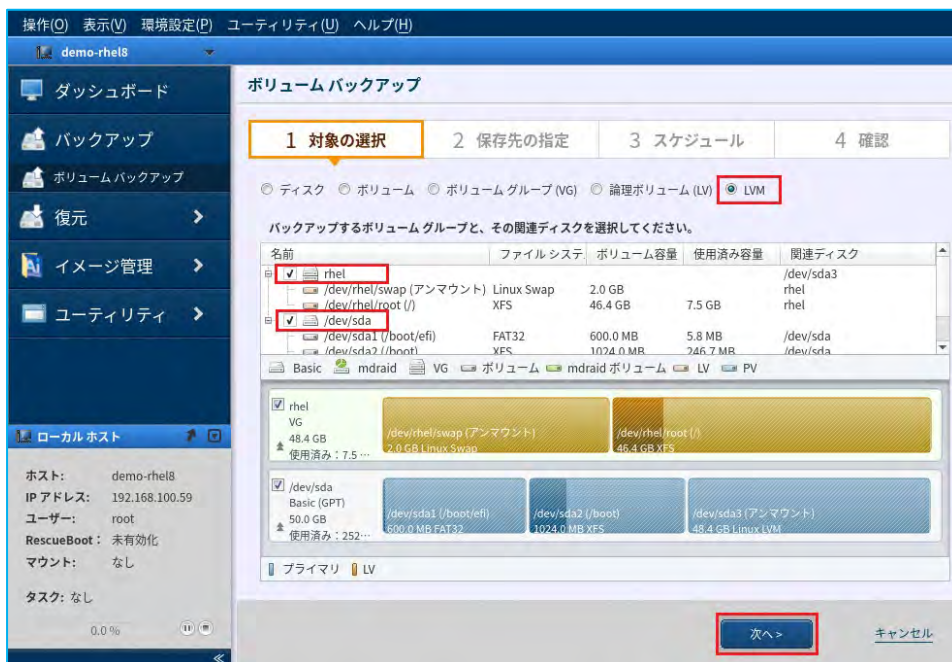 操作(O) 表示(V) 環境設定(P) ユーティリティ(U) ヘルプ(H)
demo-rhel8
ダッシュボード
バックアップ
ボリューム バックアップ
復元
イメージ管理
ユーティリティ
ボリューム バックアップ
1 対象の選択 2 保存先の指定 3 スケジュール 4 確認
ディスク ボリューム ボリューム グループ (VG) 論理ボリューム (LV) LVM
バックアップするボリューム グループと、その関連ディスクを選択してください。
名前 ファイル システ ボリューム容量 使用済み容量 関連ディスク
rhel /dev/sda3
/dev/rhel/swap (アンマウント) Linux Swap 2.0 GB rhel
/dev/rhel/root (/) XFS 46.4 GB 7.5 GB rhel
/dev/sda
/dev/sda1 (/boot/efi) FAT32 600.0 MB 5.8 MB /dev/sda
/dev/sda2 (/boot) XFS 1024.0 MB 246.7 MB /dev/sda
Basic mdraid VG ボリューム mdraid ボリューム LV PV
rhel
VG
48.4 GB
使用済み：7.5 …
/dev/rhel/swap (アンマウント)
2.0 GB Linux Swap
/dev/rhel/root (/)
46.4 GB XFS
/dev/sda
Basic (GPT)
50.0 GB
使用済み：252…
/dev/sda1 (/boot/efi)
600.0 MB FAT32
/dev/sda2 (/boot)
1024.0 MB XFS
/dev/sda3 (アンマウント)
48.4 GB Linux LVM
プライマリ LV
ローカル ホスト
ホスト: demo-rhel8
IP アドレス: 192.168.100.59
ユーザー: root
RescueBoot： 未有効化
マウント: なし
タスク: なし
0.0 %
次へ >
キャンセル